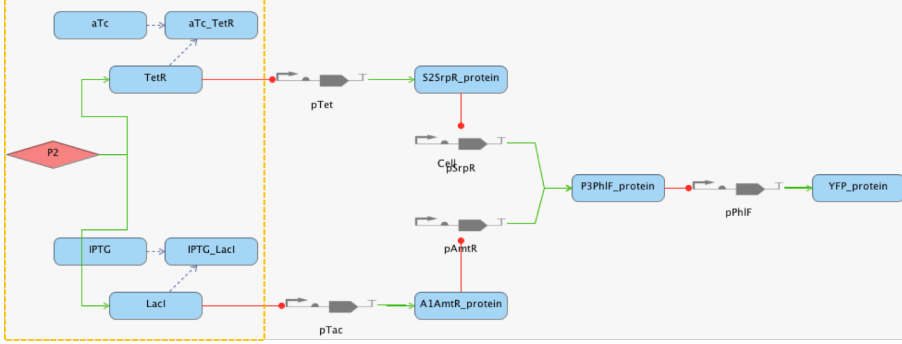 aTc
aTc_TetR
TetR
S2SrpR_protein
pTet
P2
Cell
pSrpR
P3PhlF_protein
YFP_protein
pPhlF
IPTG
IPTG_LacI
pAmtR
LacI
A1AmtR_protein
pTac